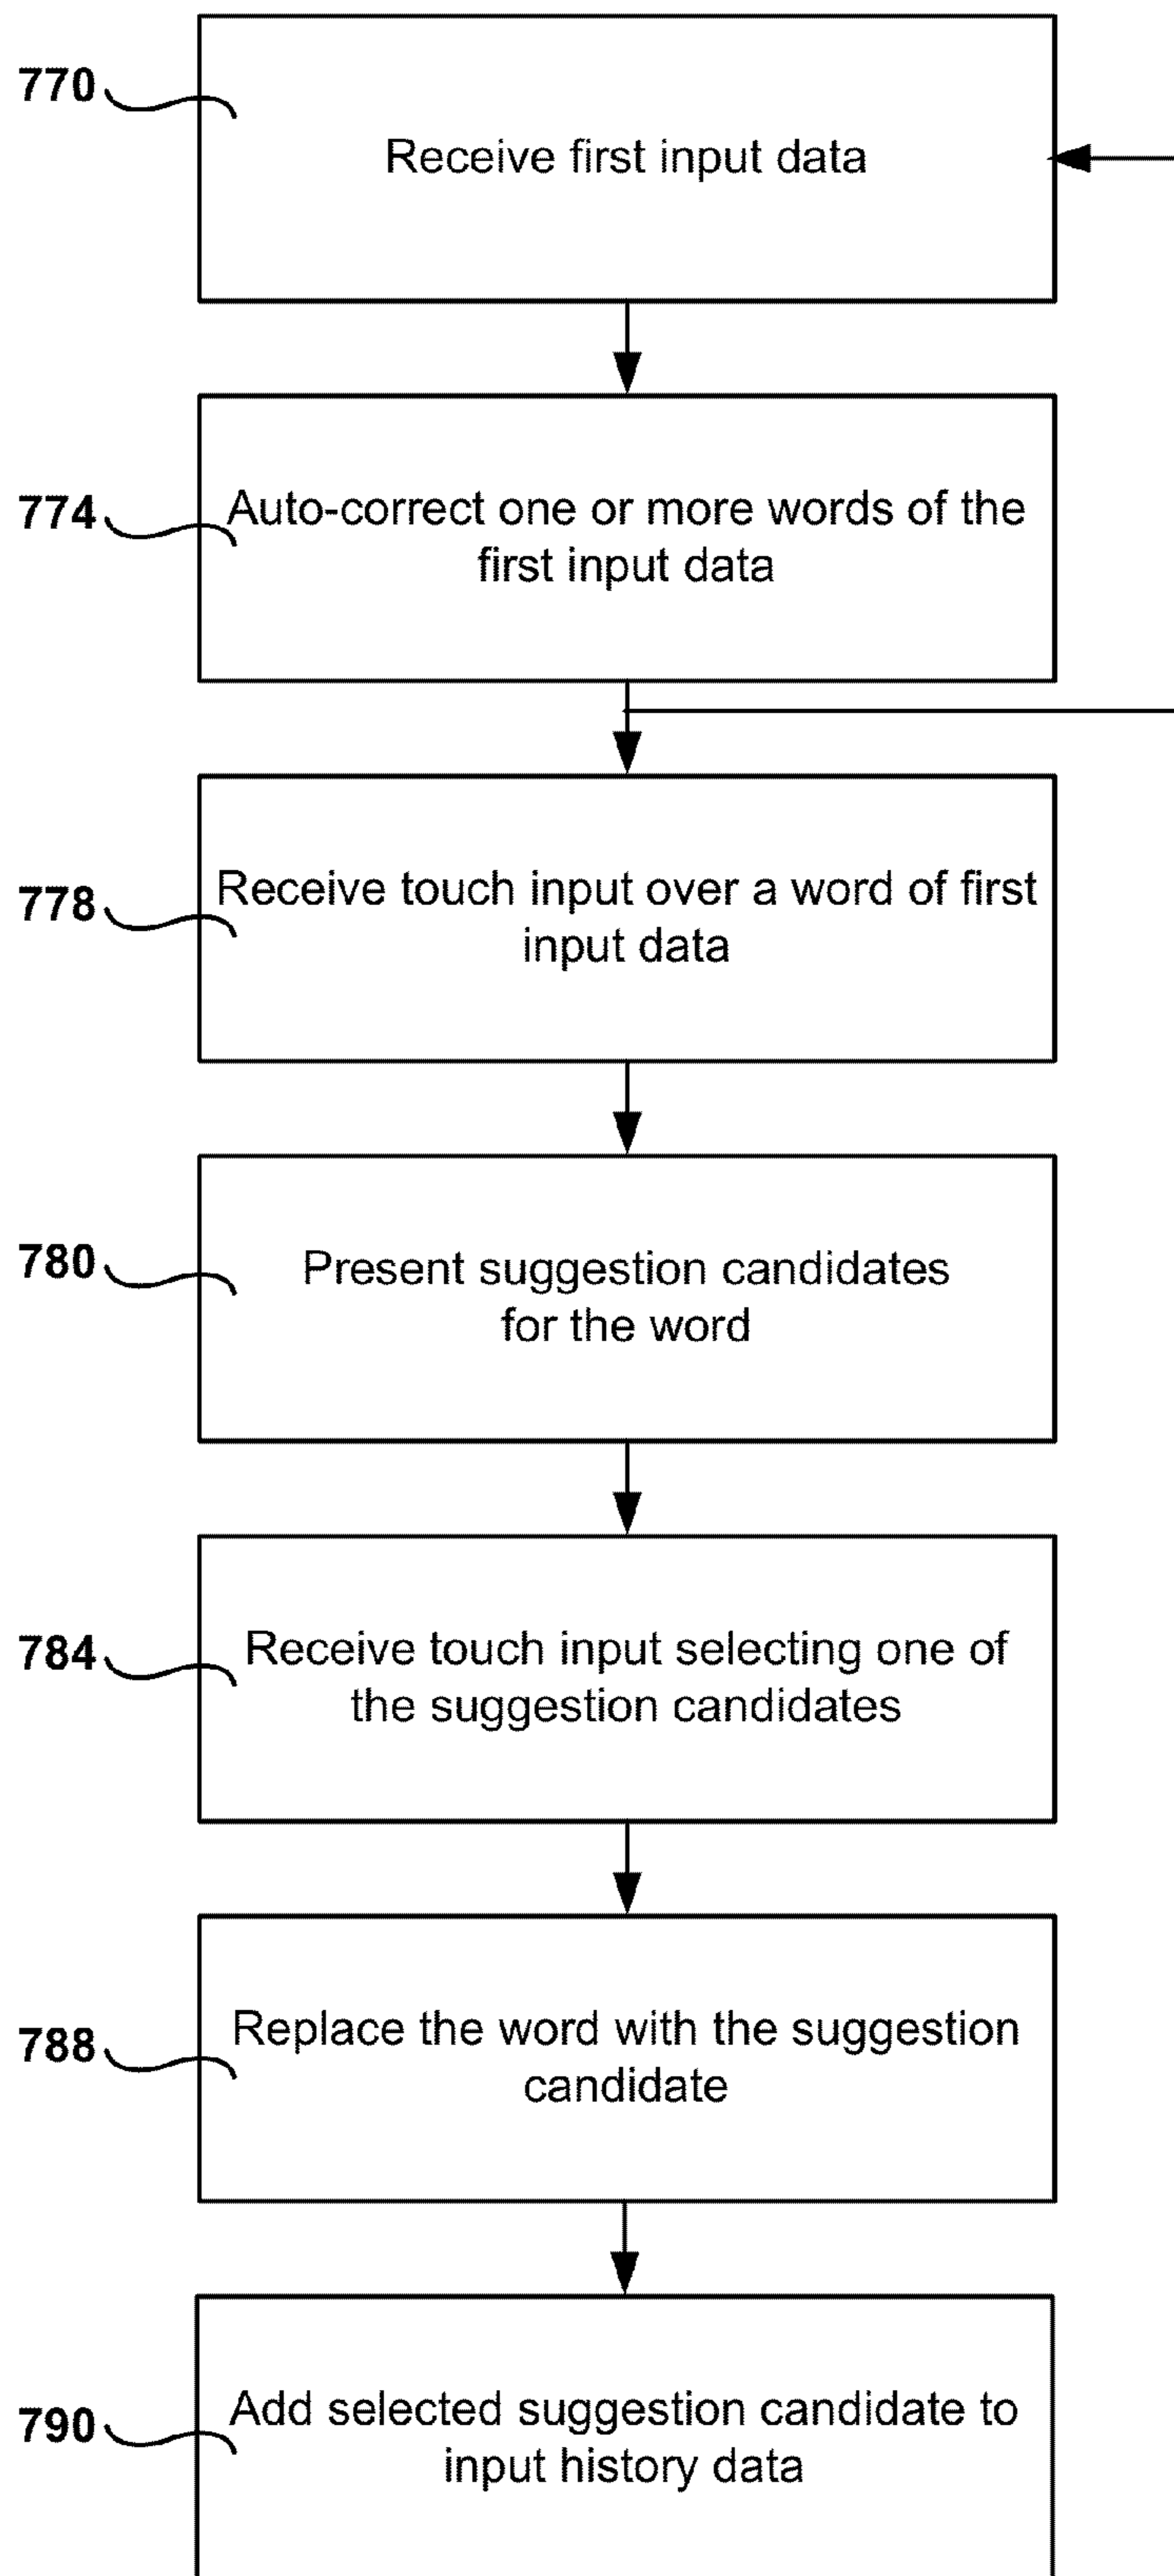 770
Receive first input data
774
Auto-correct one or more words of the
first input data
778
Receive touch input over a word of first
input data
780
Present suggestion candidates
for the word
784
Receive touch input selecting one of
the suggestion candidates
788
Replace the word with the suggestion
candidate
790
Add selected suggestion candidate to
input history data